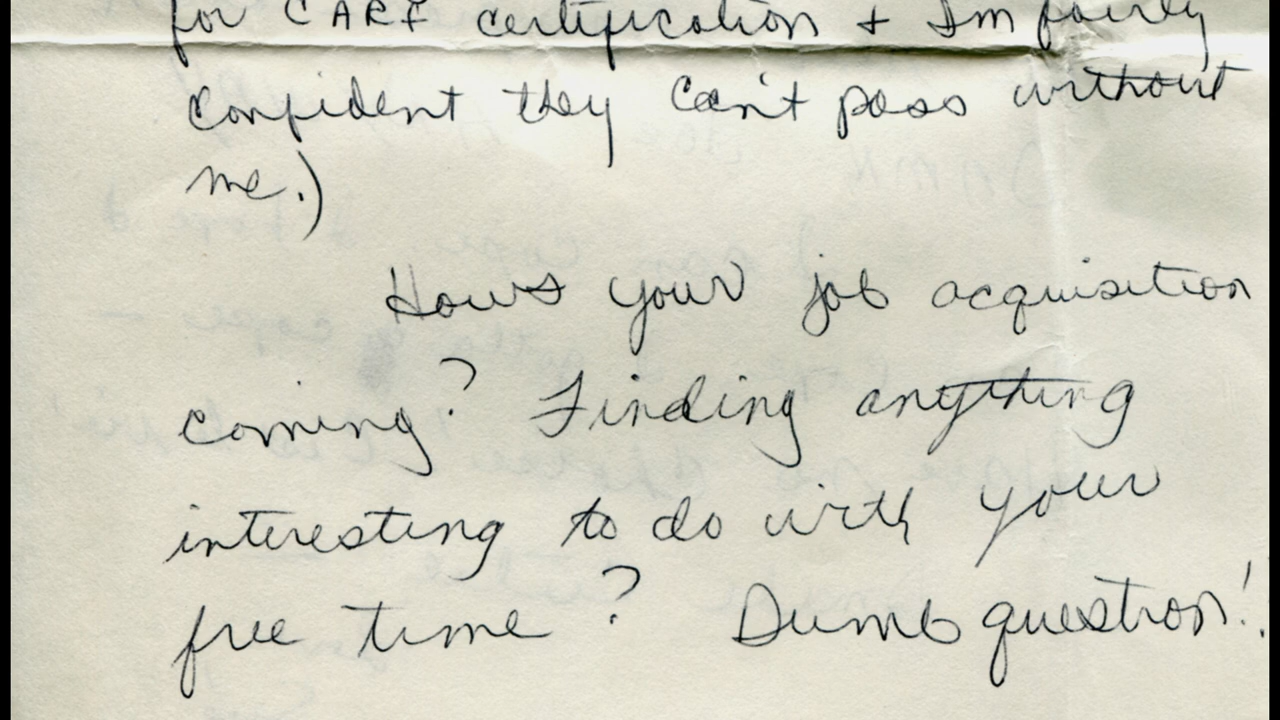 for CARF certification + I'm fairly
confident they can't pass without
me.)
How's your job acquisition
coming? Finding anything
interesting to do with your
free time? Dumb question!